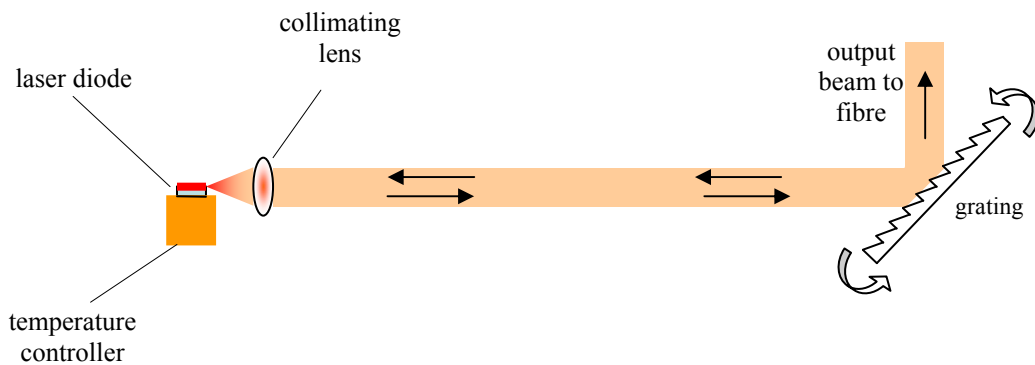 collimating
lens
laser diode
output
beam to
fibre
grating
temperature
controller